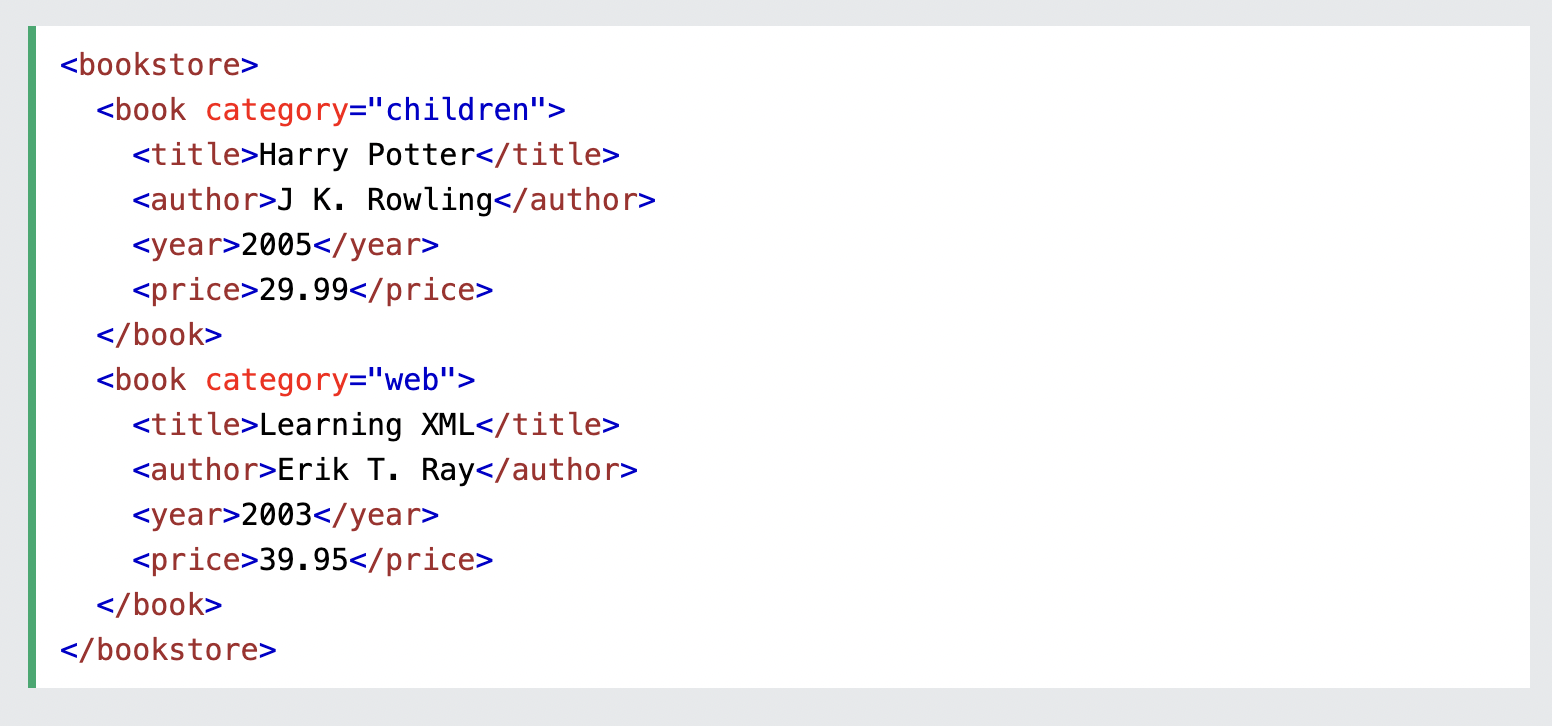 <bookstore>
  <book category="children">
    <title>Harry Potter</title>
    <author>J K. Rowling</author>
    <year>2005</year>
    <price>29.99</price>
  </book>
  <book category="web">
    <title>Learning XML</title>
    <author>Erik T. Ray</author>
    <year>2003</year>
    <price>39.95</price>
  </book>
</bookstore>